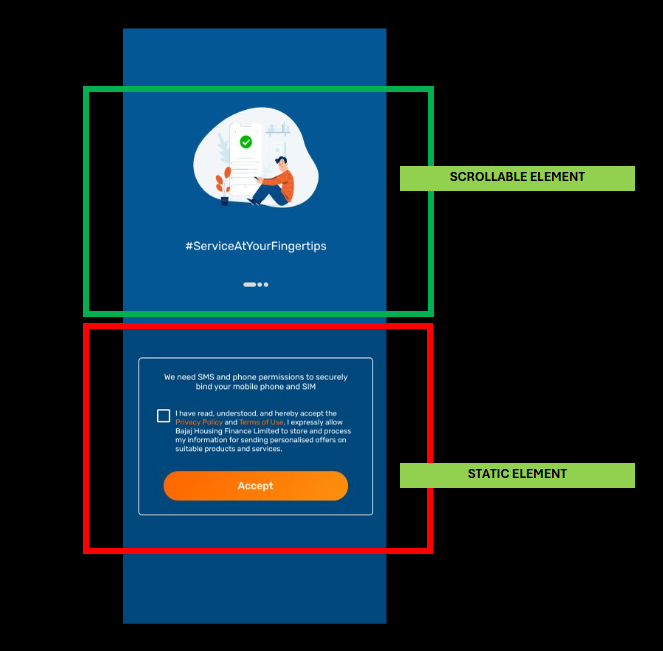 SCROLLABLE ELEMENT
#ServiceAtYourFingertips
We need SMS and phone permissions to securely
bind your mobile phone and SIM
I have read, understood, and hereby accept the
Privacy Policy and Terms of Use. I expressly allow
Bajaj Housing Finance Limited to store and process
my information for sending personalised offers on
suitable products and services.
STATIC ELEMENT
Accept